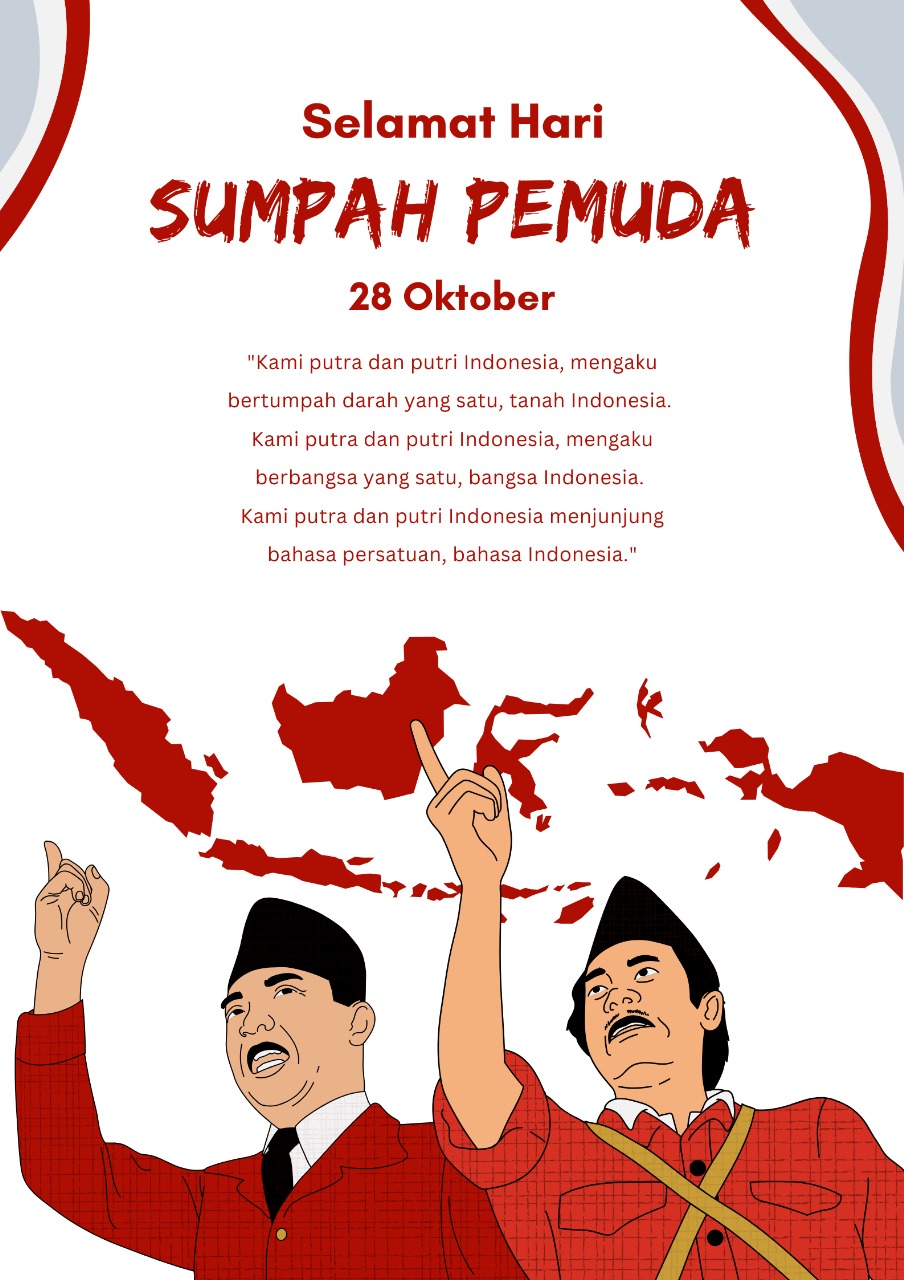 Selamat Hari
SUMPAH PEMUDA
28 Oktober
"Kami putra dan putri Indonesia, mengaku
bertumpah darah yang satu, tanah Indonesia.
Kami putra dan putri Indonesia, mengaku
berbangsa yang satu, bangsa Indonesia.
Kami putra dan putri Indonesia menjunjung
bahasa persatuan, bahasa Indonesia."